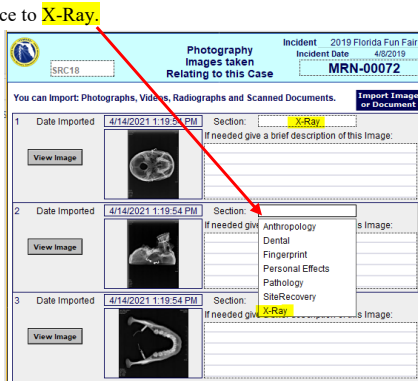 ce to X-Ray.
Incident 2019 Florida Fun Fair
Photography
Images taken
Relating to this Case
Incident Date 4/8/2019
SRC18
MRN-00072
You can Import: Photographs, Videos, Radiographs and Scanned Documents.
Import Image
or Document
1 Date Imported 4/14/2021 1:19:54 PM Section: X-Ray
If needed give a brief description of this Image:
View Image
2 Date Imported 4/14/2021 1:19:54 PM Section:
If needed give s Image:
View Image
Anthropology
Dental
Fingerprint
Personal Effects
Pathology
SiteRecovery
X-Ray
3 Date Imported 4/14/2021 1:19:54 PM Section:
If needed give a brief description of this Image:
View Image